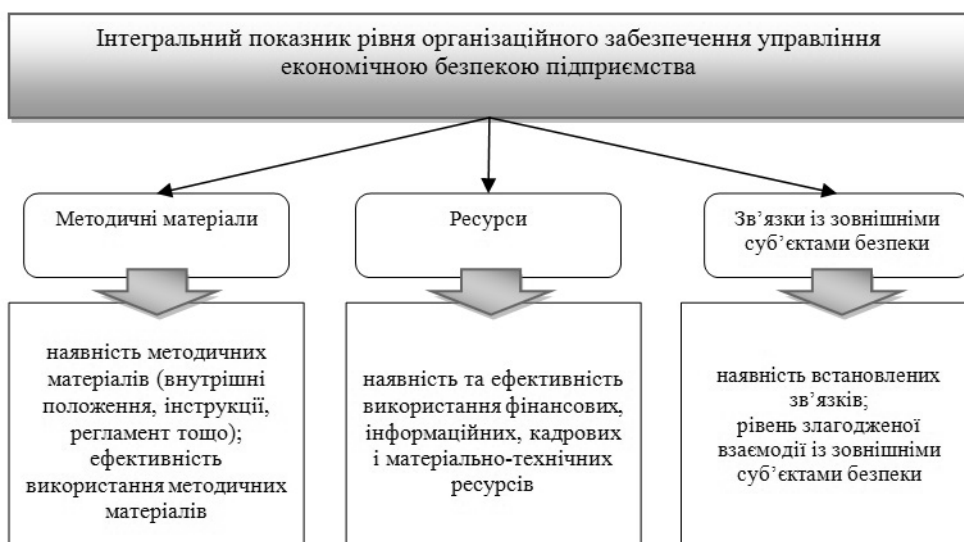 Інтегральний показник рівня організаційного забезпечення управління
економічною безпекою підприємства
Методичні матеріали
Ресурси
Зв’язки із зовнішніми
суб’єктами безпеки
наявність методичних
матеріалів (внутрішні
положення, інструкції,
регламент тощо);
ефективність
використання методичних
матеріалів
наявність та ефективність
використання фінансових,
інформаційних, кадрових
і матеріально-технічних
ресурсів
наявність встановлених
зв’язків;
рівень злагодженої
взаємодії із зовнішніми
суб’єктами безпеки